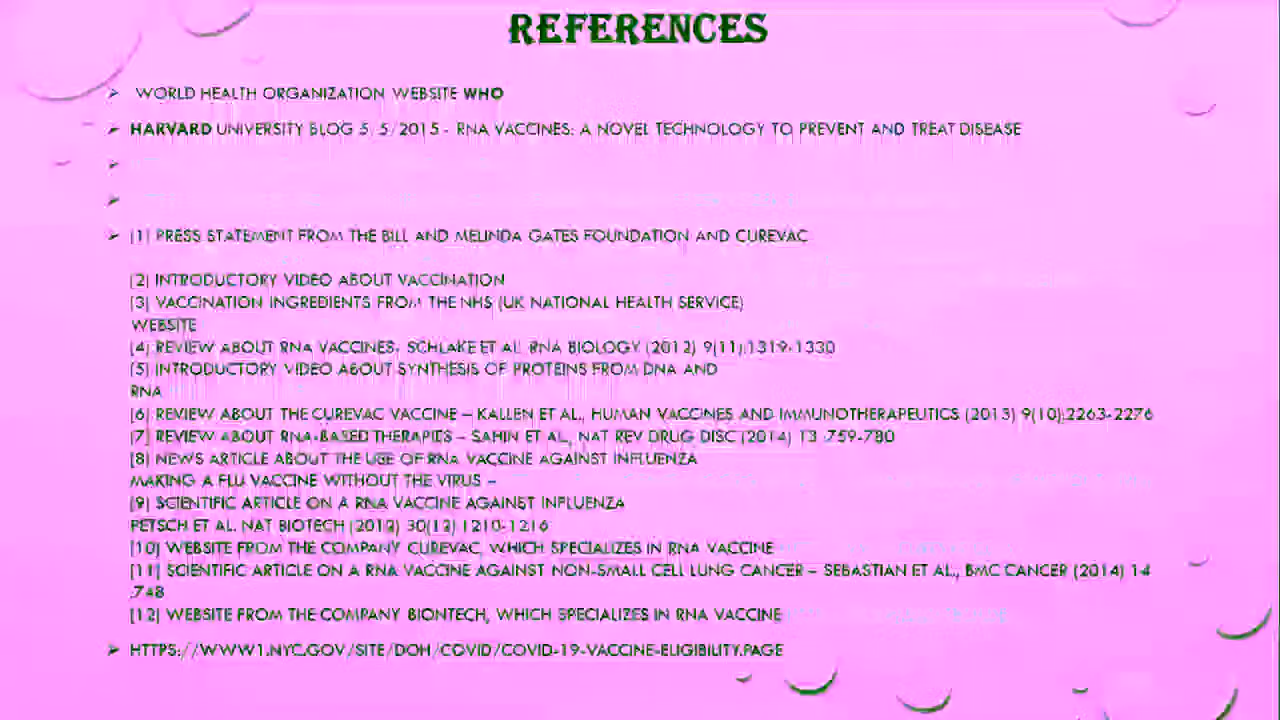 REFERENCES
WORLD HEALTH ORGANIZATION WEBSITE WHO
HARVARD UNIVERSITY BLOG 5/5/2015 - RNA VACCINES: A NOVEL TECHNOLOGY TO PREVENT AND TREAT DISEASE
(1) PRESS STATEMENT FROM THE BILL AND MELINDA GATES FOUNDATION AND CUREVAC
(2) INTRODUCTORY VIDEO ABOUT VACCINATION
(3) VACCINATION INGREDIENTS FROM THE NHS (UK NATIONAL HEALTH SERVICE)
WEBSITE
(4) REVIEW ABOUT RNA VACCINES- SCHLAKE ET AL. RNA BIOLOGY (2012) 9(11):1319-1330
(5) INTRODUCTORY VIDEO ABOUT SYNTHESIS OF PROTEINS FROM DNA AND
RNA
(6) REVIEW ABOUT THE CUREVAC VACCINE – KALLEN ET AL., HUMAN VACCINES AND IMMUNOTHERAPEUTICS (2013) 9(10):2263-2276
(7) REVIEW ABOUT RNA-BASED THERAPIES – SAHIN ET AL., NAT REV DRUG DISC (2014) 13 :759-780
(8) NEWS ARTICLE ABOUT THE USE OF RNA VACCINE AGAINST INFLUENZA
MAKING A FLU VACCINE WITHOUT THE VIRUS –
(9) SCIENTIFIC ARTICLE ON A RNA VACCINE AGAINST INFLUENZA
PETSCH ET AL. NAT BIOTECH (2012) 30(12) 1210-1216
(10) WEBSITE FROM THE COMPANY CUREVAC, WHICH SPECIALIZES IN RNA VACCINE
(11) SCIENTIFIC ARTICLE ON A RNA VACCINE AGAINST NON-SMALL CELL LUNG CANCER – SEBASTIAN ET AL., BMC CANCER (2014) 14
:748
(12) WEBSITE FROM THE COMPANY BIONTECH, WHICH SPECIALIZES IN RNA VACCINE
HTTPS://WWW1.NYC.GOV/SITE/DOH/COVID/COVID-19-VACCINE-ELIGIBILITY.PAGE